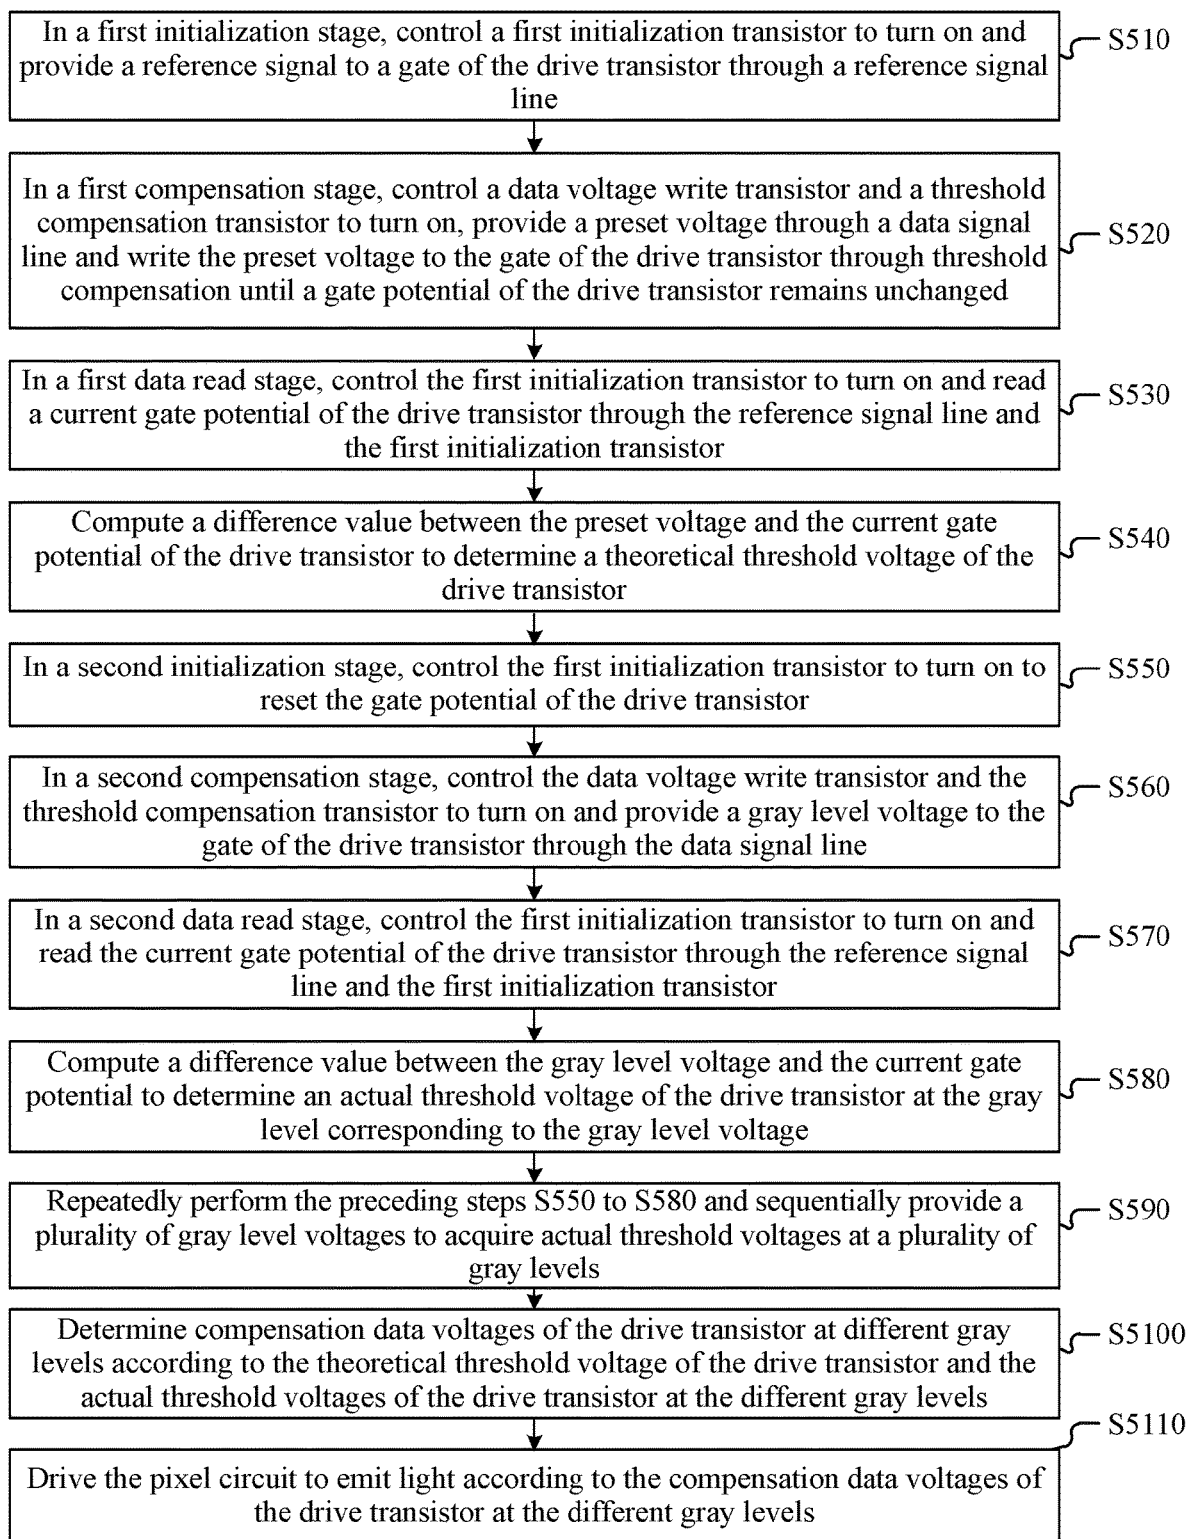 In a first initialization stage, control a first initialization transistor to turn on and
provide a reference signal to a gate of the drive transistor through a reference signal
line
S510
In a first compensation stage, control a data voltage write transistor and a threshold
compensation transistor to turn on, provide a preset voltage through a data signal
line and write the preset voltage to the gate of the drive transistor through threshold
compensation until a gate potential of the drive transistor remains unchanged
S520
In a first data read stage, control the first initialization transistor to turn on and read
a current gate potential of the drive transistor through the reference signal line and
the first initialization transistor
S530
Compute a difference value between the preset voltage and the current gate
potential of the drive transistor to determine a theoretical threshold voltage of the
drive transistor
S540
In a second initialization stage, control the first initialization transistor to turn on to
reset the gate potential of the drive transistor
S550
In a second compensation stage, control the data voltage write transistor and the
threshold compensation transistor to turn on and provide a gray level voltage to the
gate of the drive transistor through the data signal line
S560
In a second data read stage, control the first initialization transistor to turn on and
read the current gate potential of the drive transistor through the reference signal
line and the first initialization transistor
S570
Compute a difference value between the gray level voltage and the current gate
potential to determine an actual threshold voltage of the drive transistor at the gray
level corresponding to the gray level voltage
S580
Repeatedly perform the preceding steps S550 to S580 and sequentially provide a
plurality of gray level voltages to acquire actual threshold voltages at a plurality of
gray levels
S590
Determine compensation data voltages of the drive transistor at different gray
levels according to the theoretical threshold voltage of the drive transistor and the
actual threshold voltages of the drive transistor at the different gray levels
S5100
Drive the pixel circuit to emit light according to the compensation data voltages of
the drive transistor at the different gray levels
S5110